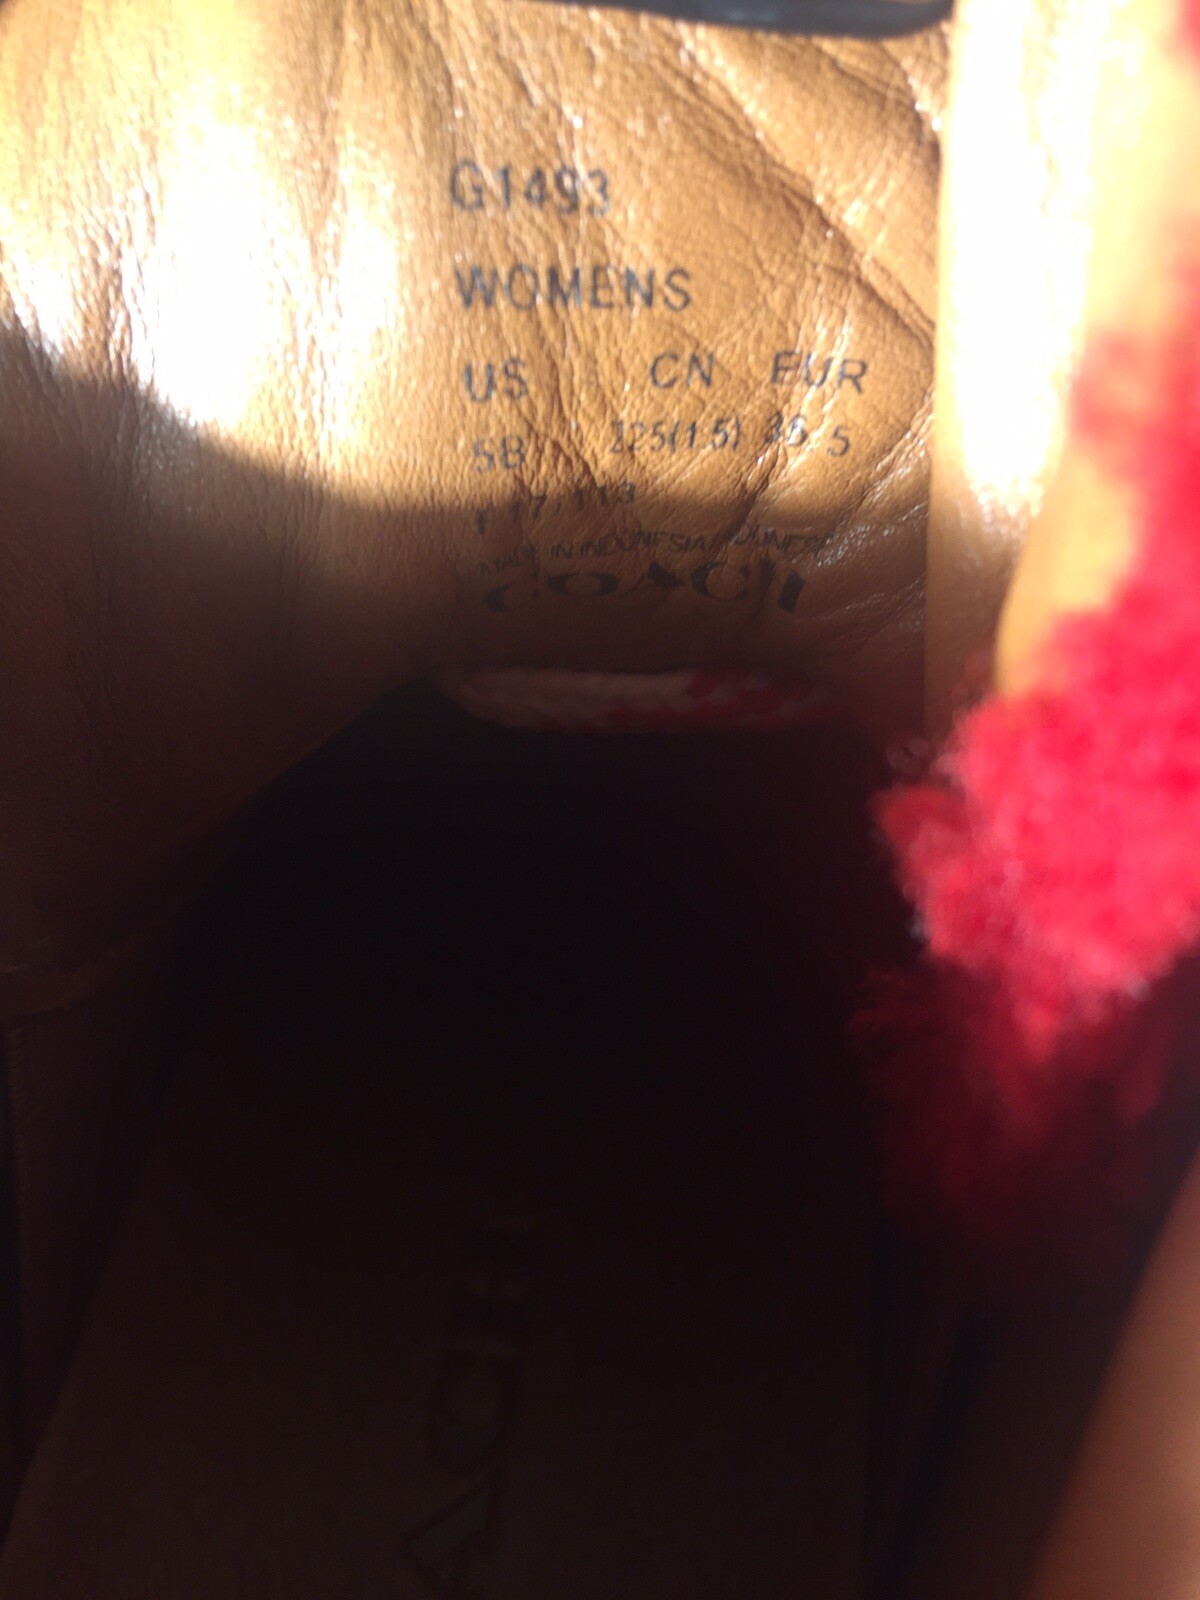 G1493
WOMENS
US CN EUR
5B 225(1.5) 35.5
MADE IN INDONESIA
COACH